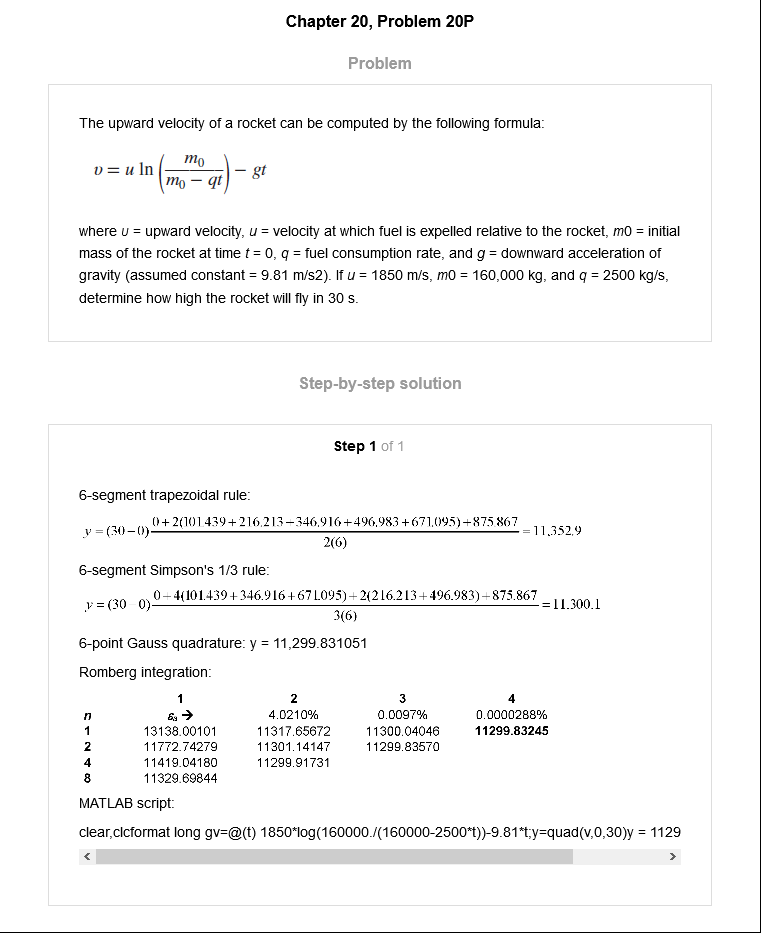 Chapter 20, Problem 20P
Problem
The upward velocity of a rocket can be computed by the following formula:
υ = u ln (m0 / (m0 − qt)) − gt
where υ = upward velocity, u = velocity at which fuel is expelled relative to the rocket, m0 = initial
mass of the rocket at time t = 0, q = fuel consumption rate, and g = downward acceleration of
gravity (assumed constant = 9.81 m/s2). If u = 1850 m/s, m0 = 160,000 kg, and q = 2500 kg/s,
determine how high the rocket will fly in 30 s.
Step-by-step solution
Step 1 of 1
6-segment trapezoidal rule:
y = (30−0) 0+2(101.439+216.213+346.916+496.983+671.095)+875.867 / 2(6) = 11,352.9
6-segment Simpson's 1/3 rule:
y = (30−0) 0+4(101.439+346.916+671.095)+2(216.213+496.983)+875.867 / 3(6) = 11.300.1
6-point Gauss quadrature: y = 11,299.831051
Romberg integration:
1 2 3 4
n εa → 4.0210% 0.0097% 0.0000288%
1 13138.00101 11317.65672 11300.04046 11299.83245
2 11772.74279 11301.14147 11299.83570
4 11419.04180 11299.91731
8 11329.69844
MATLAB script:
clear,clcformat long gv=@(t) 1850*log(160000./(160000-2500*t))-9.81*t;y=quad(v,0,30)y = 1129